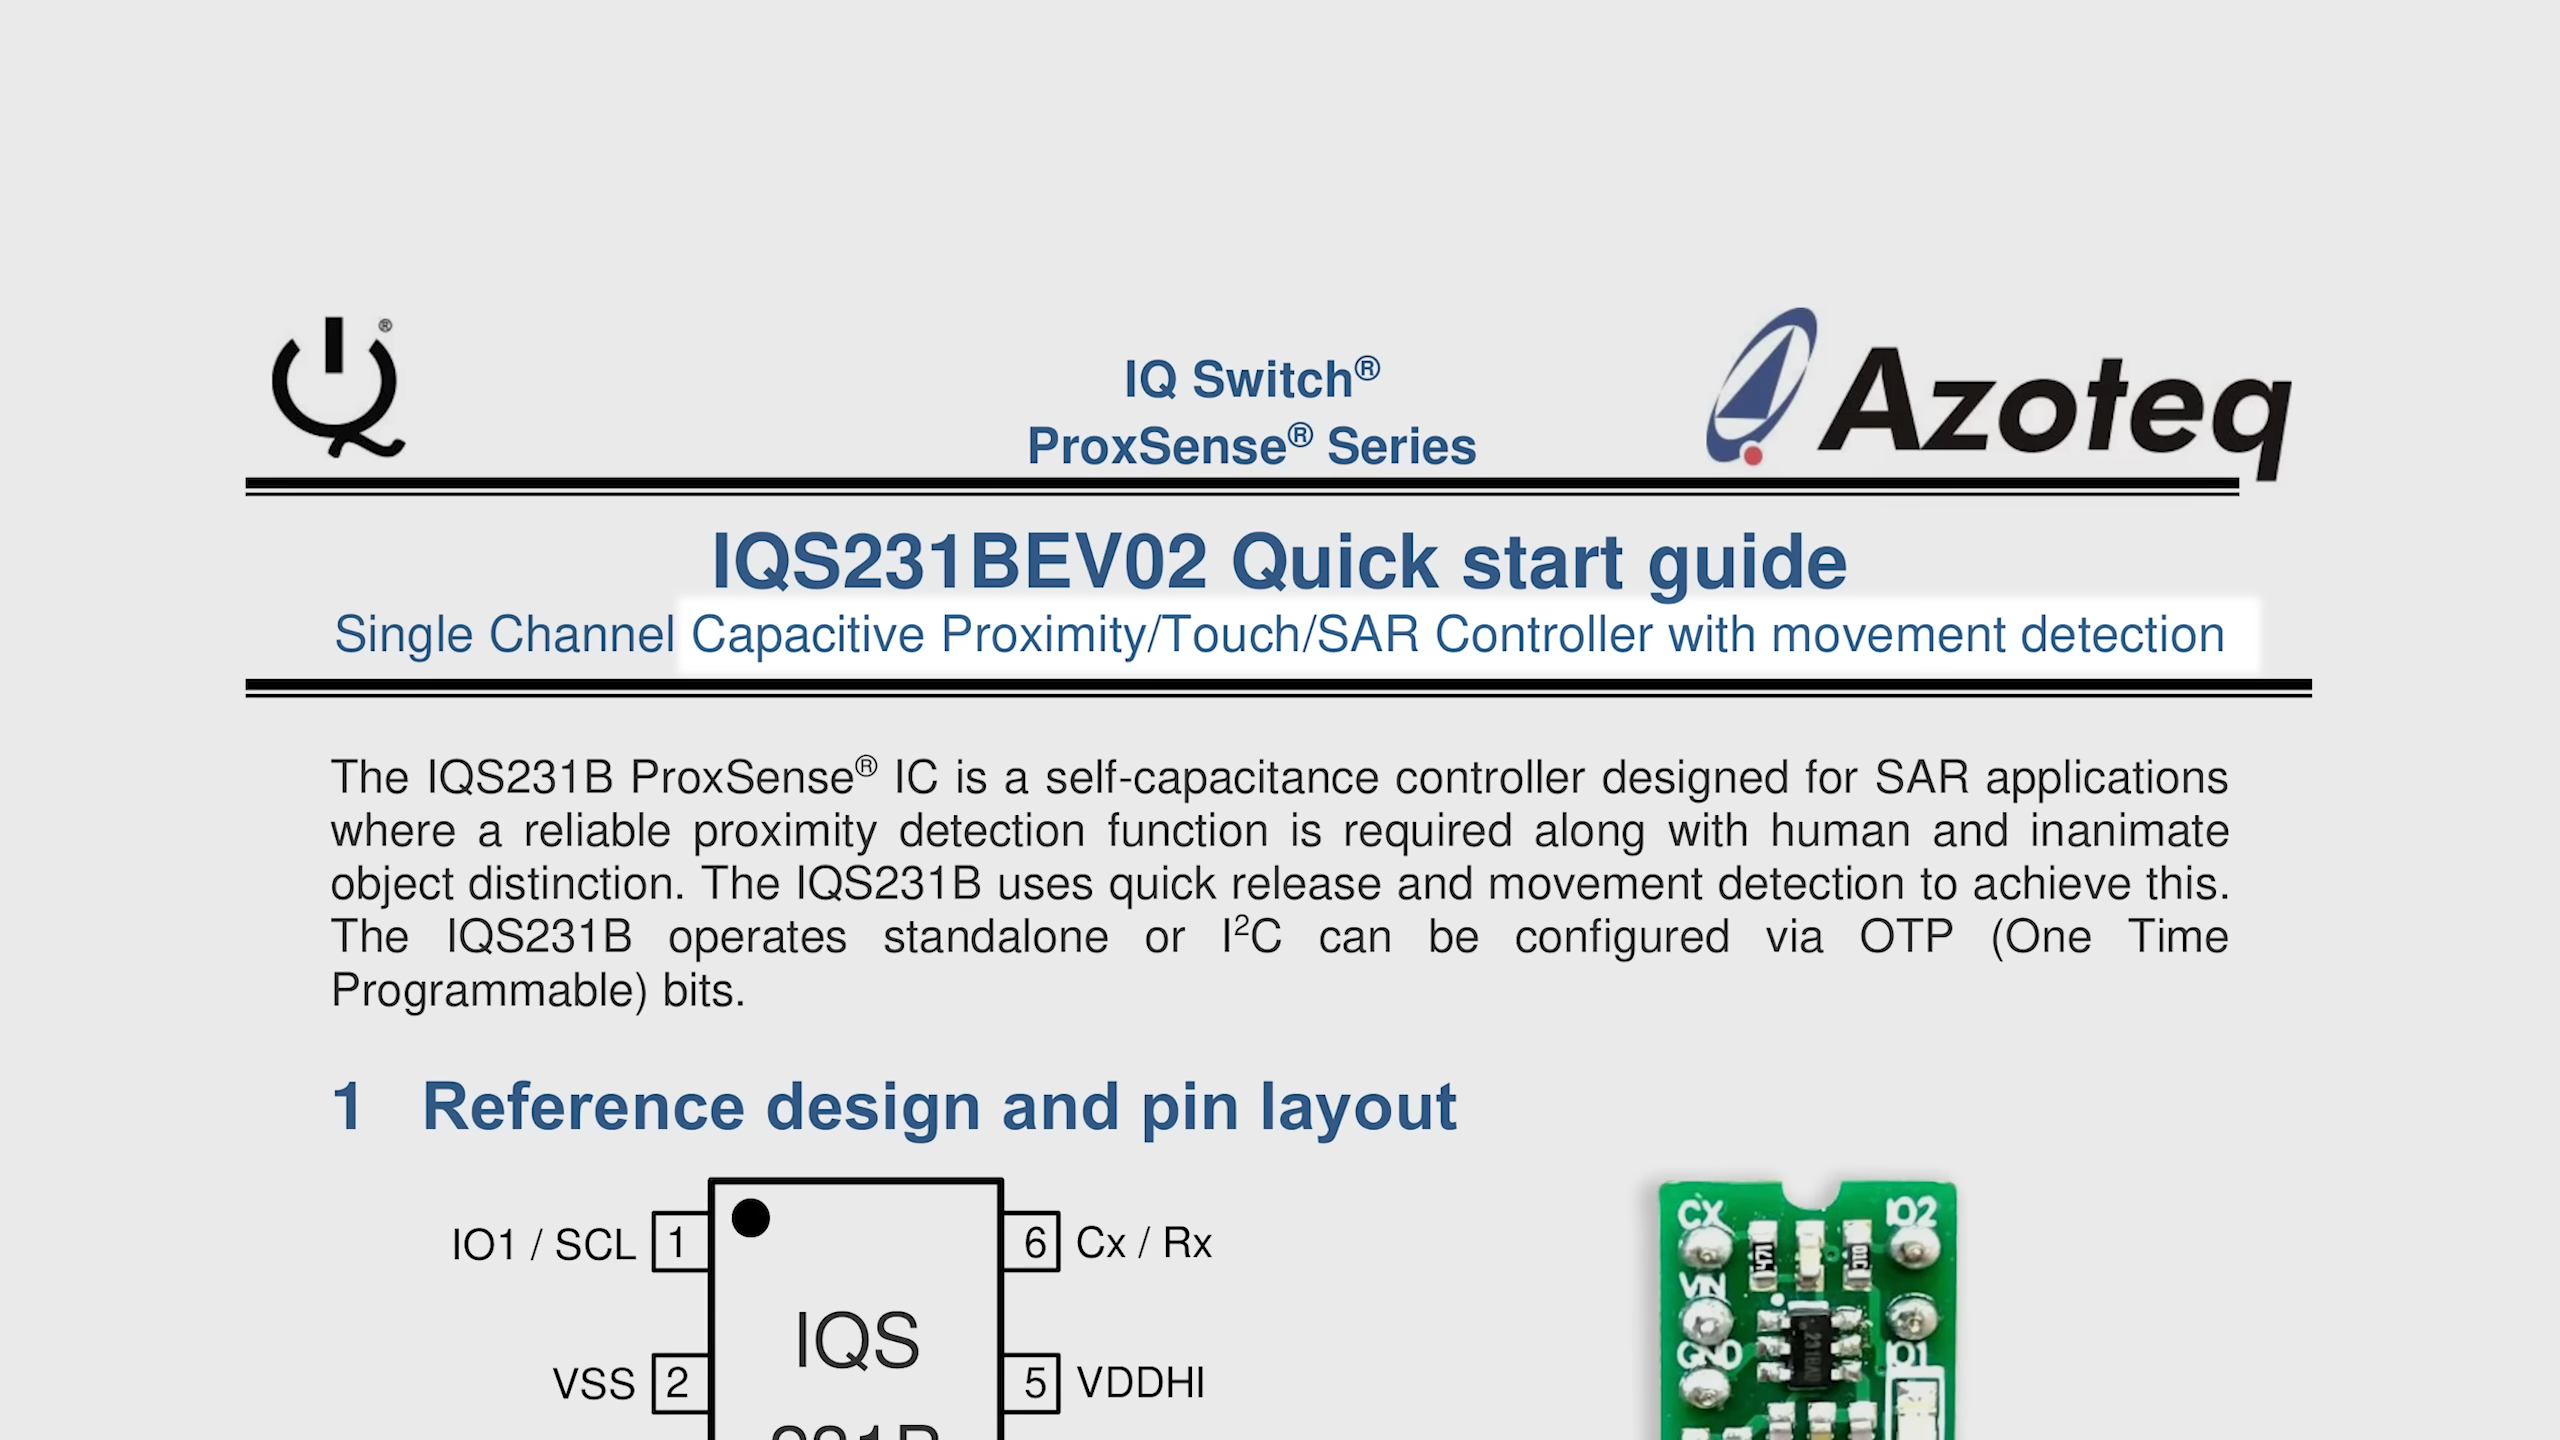 ®
IQ Switch®
ProxSense® Series
Azoteq
IQS231BEV02 Quick start guide
Single Channel Capacitive Proximity/Touch/SAR Controller with movement detection
The IQS231B ProxSense® IC is a self-capacitance controller designed for SAR applications
where a reliable proximity detection function is required along with human and inanimate
object distinction. The IQS231B uses quick release and movement detection to achieve this.
The IQS231B operates standalone or I²C can be configured via OTP (One Time
Programmable) bits.
1 Reference design and pin layout
IO1 / SCL 1
6 Cx / Rx
IQS
VSS 2
5 VDDHI
231B
CX
IO2
VIN
GND
IO1